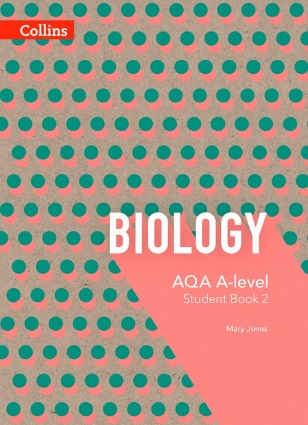 Collins
BIOLOGY
AQA A-level
Student Book 2
Mary Jones